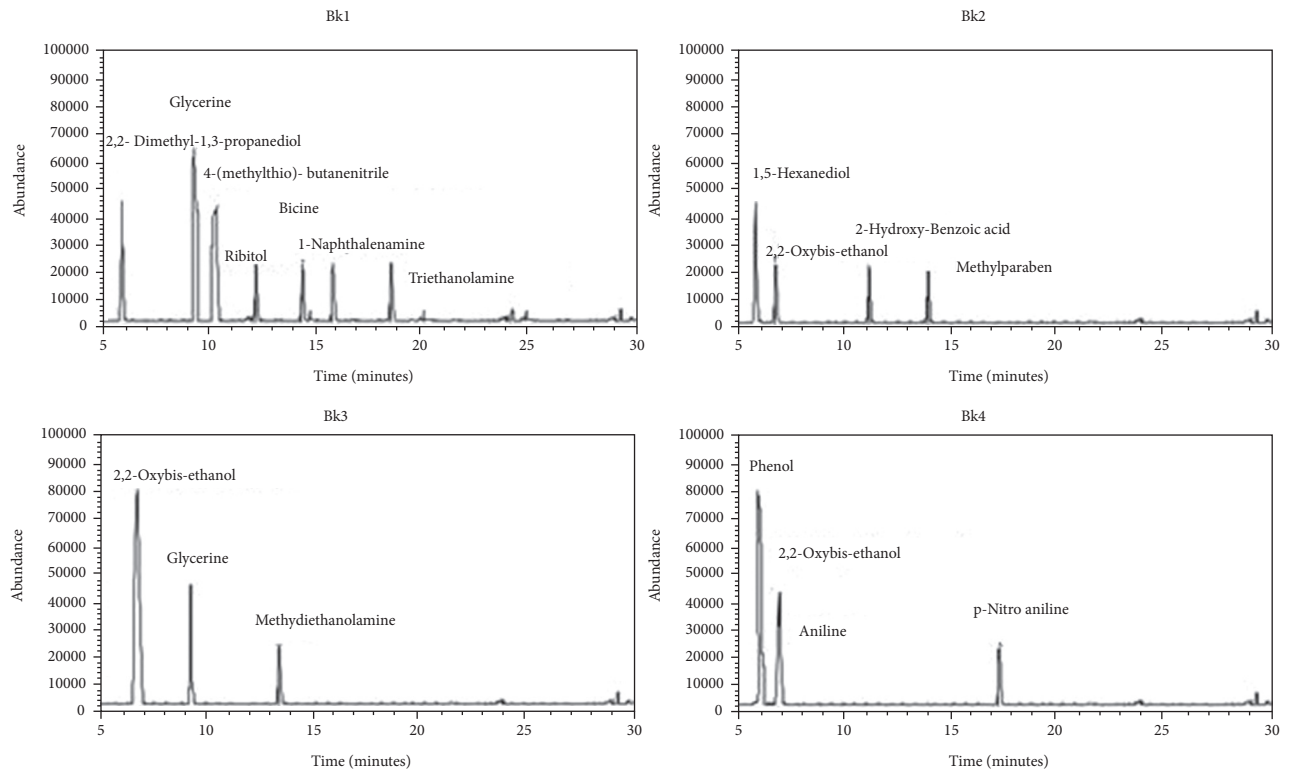 Bk1
100000
90000
80000
70000
60000
50000
40000
30000
20000
10000
0
Abundance
Glycerine
2,2- Dimethyl-1,3-propanediol
4-(methylthio)- butanenitrile
Bicine
1-Naphthalenamine
Ribitol
Triethanolamine
5 10 15 20 25 30
Time (minutes)
Bk2
100000
90000
80000
70000
60000
50000
40000
30000
20000
10000
0
Abundance
1,5-Hexanediol
2-Hydroxy-Benzoic acid
2,2-Oxybis-ethanol
Methylparaben
5 10 15 20 25 30
Time (minutes)
Bk3
100000
90000
80000
70000
60000
50000
40000
30000
20000
10000
0
Abundance
2,2-Oxybis-ethanol
Glycerine
Methydiethanolamine
5 10 15 20 25 30
Time (minutes)
Bk4
100000
90000
80000
70000
60000
50000
40000
30000
20000
10000
0
Abundance
Phenol
2,2-Oxybis-ethanol
p-Nitro aniline
Aniline
5 10 15 20 25 30
Time (minutes)